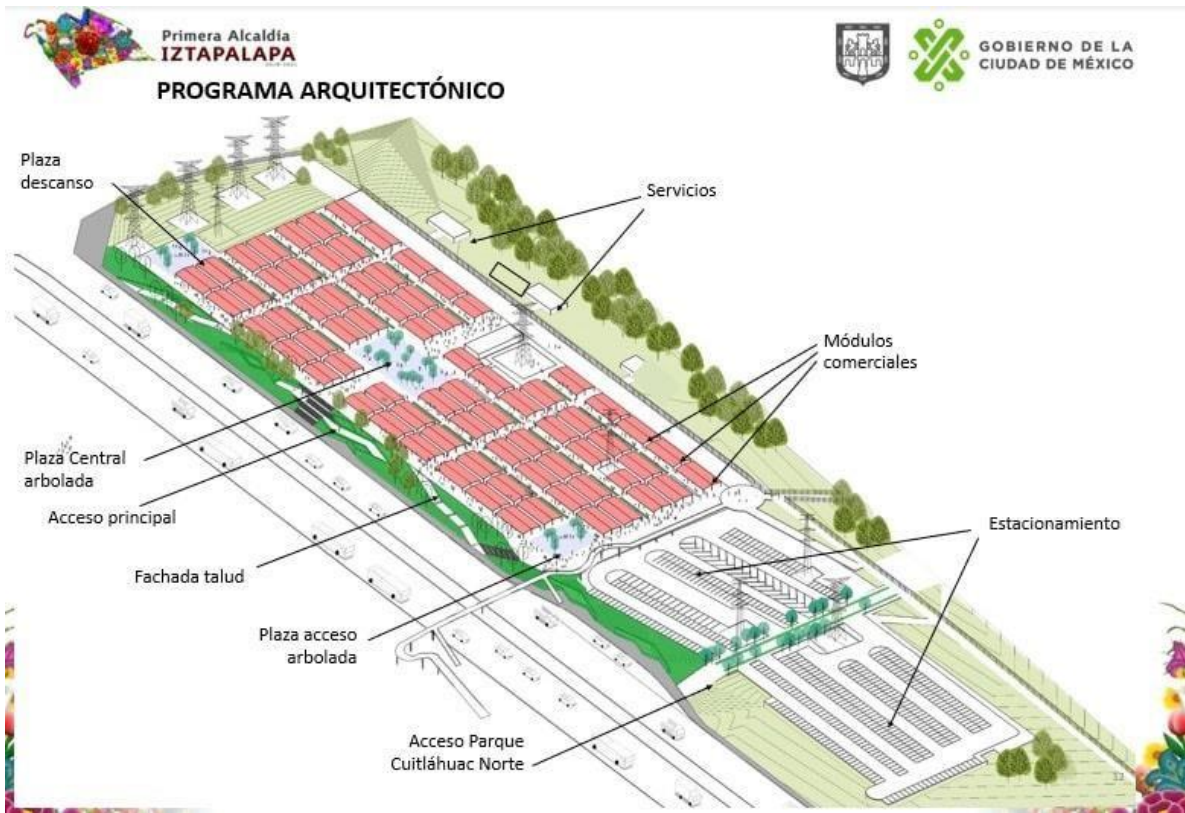 Primera Alcaldía
IZTAPALAPA
GOBIERNO DE LA
CIUDAD DE MÉXICO
PROGRAMA ARQUITECTÓNICO
Plaza
descanso
Servicios
Módulos
comerciales
Plaza Central
arbolada
Acceso principal
Estacionamiento
Fachada talud
Plaza acceso
arbolada
Acceso Parque
Cuitláhuac Norte
12